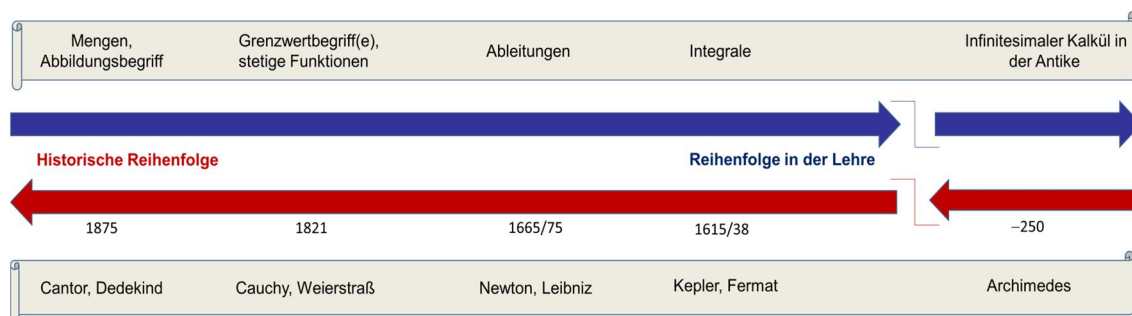 Mengen,
Abbildungsbegriff
Grenzwertbegriff(e),
stetige Funktionen
Ableitungen
Integrale
Infinitesimaler Kalkül in
der Antike
Historische Reihenfolge
Reihenfolge in der Lehre
1875
1821
1665/75
1615/38
–250
Cantor, Dedekind
Cauchy, Weierstraß
Newton, Leibniz
Kepler, Fermat
Archimedes